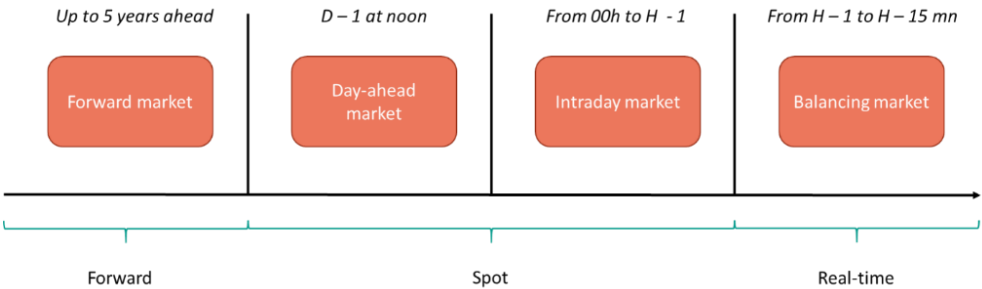 Up to 5 years ahead
D – 1 at noon
From 00h to H - 1
From H – 1 to H – 15 mn
Forward market
Day-ahead
market
Intraday market
Balancing market
Forward
Spot
Real-time